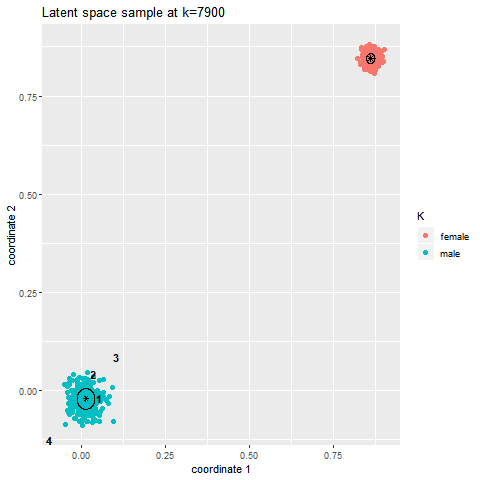 Latent space sample at k=7900
0.75
0.50
0.25
0.00
coordinate 2
3
2
1
4
0.00
0.25
0.50
0.75
coordinate 1
K
female
male